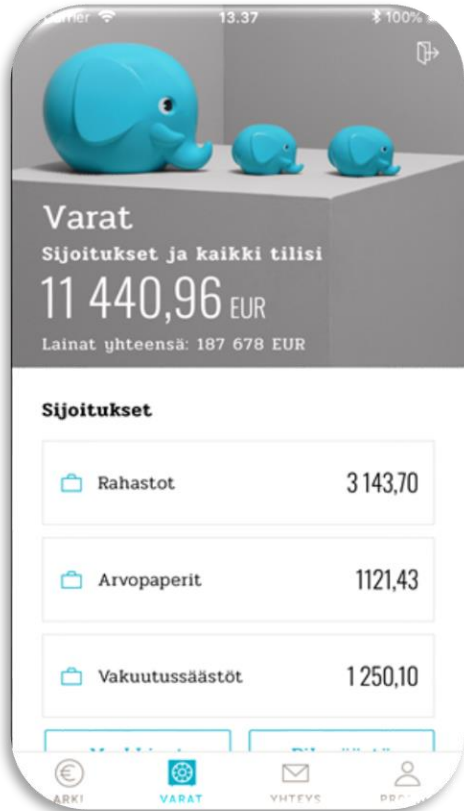 13.37 100%
Varat
Sijoitukset ja kaikki tilisi
11 440,96 EUR
Lainat yhteensä: 187 678 EUR
Sijoitukset
Rahastot 3 143,70
Arvopaperit 1121,43
Vakuutussäästöt 1 250,10
ARKI VARAT YHTEYS